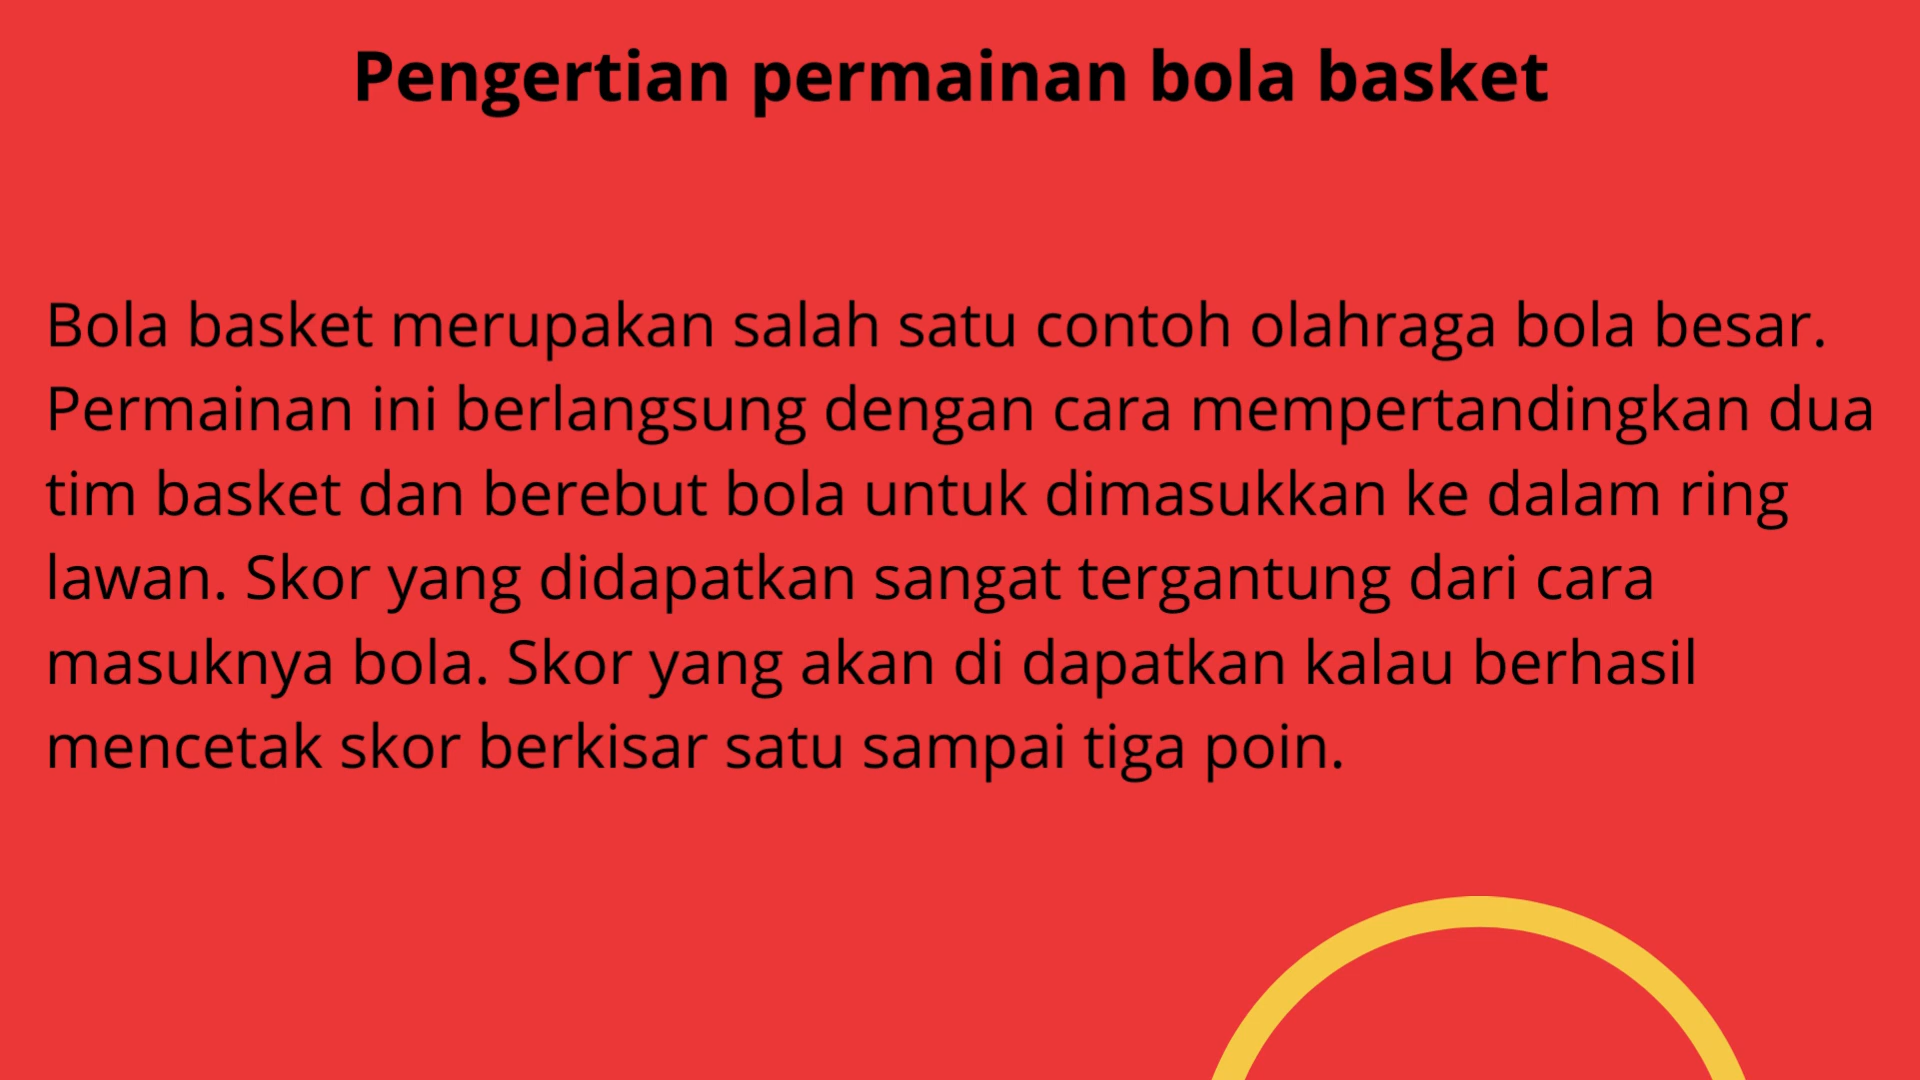 Pengertian permainan bola basket
Bola basket merupakan salah satu contoh olahraga bola besar.
Permainan ini berlangsung dengan cara mempertandingkan dua
tim basket dan berebut bola untuk dimasukkan ke dalam ring
lawan. Skor yang didapatkan sangat tergantung dari cara
masuknya bola. Skor yang akan di dapatkan kalau berhasil
mencetak skor berkisar satu sampai tiga poin.